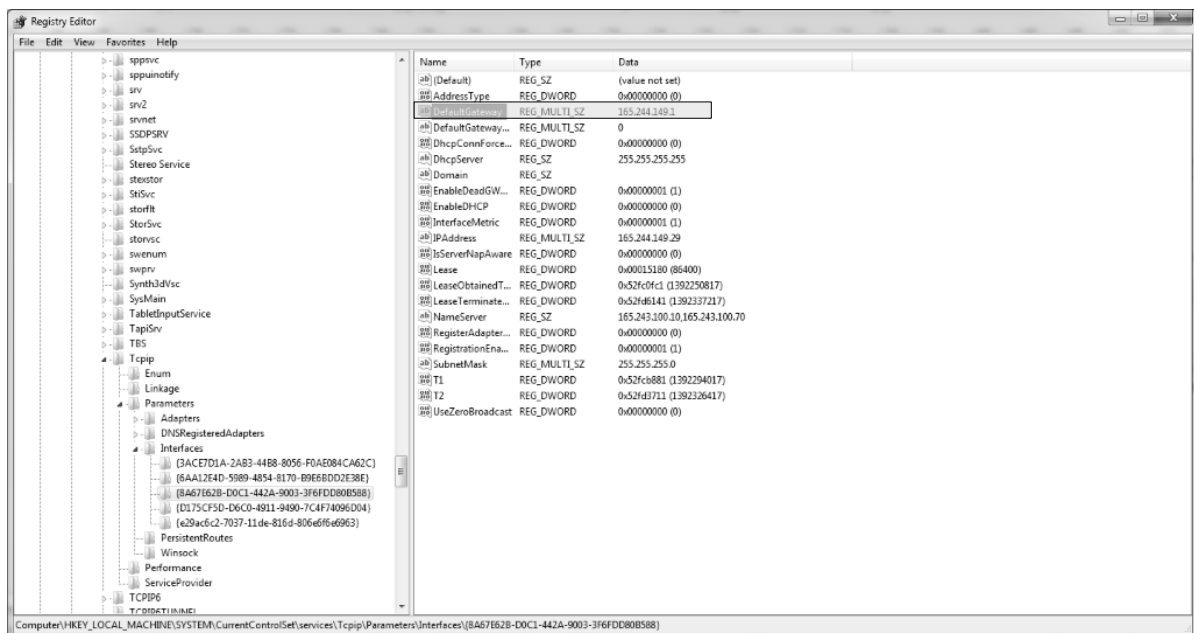 Registry Editor
File Edit View Favorites Help
sppsvc
sppuinotify
srv
srv2
srvnet
SSDPSRV
SstpSvc
Stereo Service
stexstor
StiSvc
storflt
StorSvc
storvsc
swenum
swprv
Synth3dVsc
SysMain
TabletInputService
TapiSrv
TBS
Tcpip
Enum
Linkage
Parameters
Adapters
DNSRegisteredAdapters
Interfaces
{3ACE7D1A-2AB3-44B8-8056-F0AE084CA62C}
{6AA12E4D-5989-4854-8170-B9E6BDD2E38E}
{8A67E62B-D0C1-442A-9003-3F6FDD80B588}
{D175CF5D-D6C0-4911-9490-7C4F74096D04}
{e29ac6c2-7037-11de-816d-806e6f6e6963}
PersistentRoutes
Winsock
Performance
ServiceProvider
TCPIP6
TCPIP6TUNNEL
Name Type Data
(Default) REG_SZ (value not set)
AddressType REG_DWORD 0x00000000 (0)
DefaultGateway REG_MULTI_SZ 165.244.149.1
DefaultGateway... REG_MULTI_SZ 0
DhcpConnForce... REG_DWORD 0x00000000 (0)
DhcpServer REG_SZ 255.255.255.255
Domain REG_SZ
EnableDeadGW... REG_DWORD 0x00000001 (1)
EnableDHCP REG_DWORD 0x00000000 (0)
InterfaceMetric REG_DWORD 0x00000001 (1)
IPAddress REG_MULTI_SZ 165.244.149.29
IsServerNapAware REG_DWORD 0x00000000 (0)
Lease REG_DWORD 0x00015180 (86400)
LeaseObtainedT... REG_DWORD 0x52fc0fc1 (1392250817)
LeaseTerminate... REG_DWORD 0x52fd6141 (1392337217)
NameServer REG_SZ 165.243.100.10,165.243.100.70
RegisterAdapter... REG_DWORD 0x00000000 (0)
RegistrationEna... REG_DWORD 0x00000001 (1)
SubnetMask REG_MULTI_SZ 255.255.255.0
T1 REG_DWORD 0x52fcb881 (1392294017)
T2 REG_DWORD 0x52fd3711 (1392326417)
UseZeroBroadcast REG_DWORD 0x00000000 (0)
Computer\HKEY_LOCAL_MACHINE\SYSTEM\CurrentControlSet\services\Tcpip\Parameters\Interfaces\{8A67E62B-D0C1-442A-9003-3F6FDD80B588}